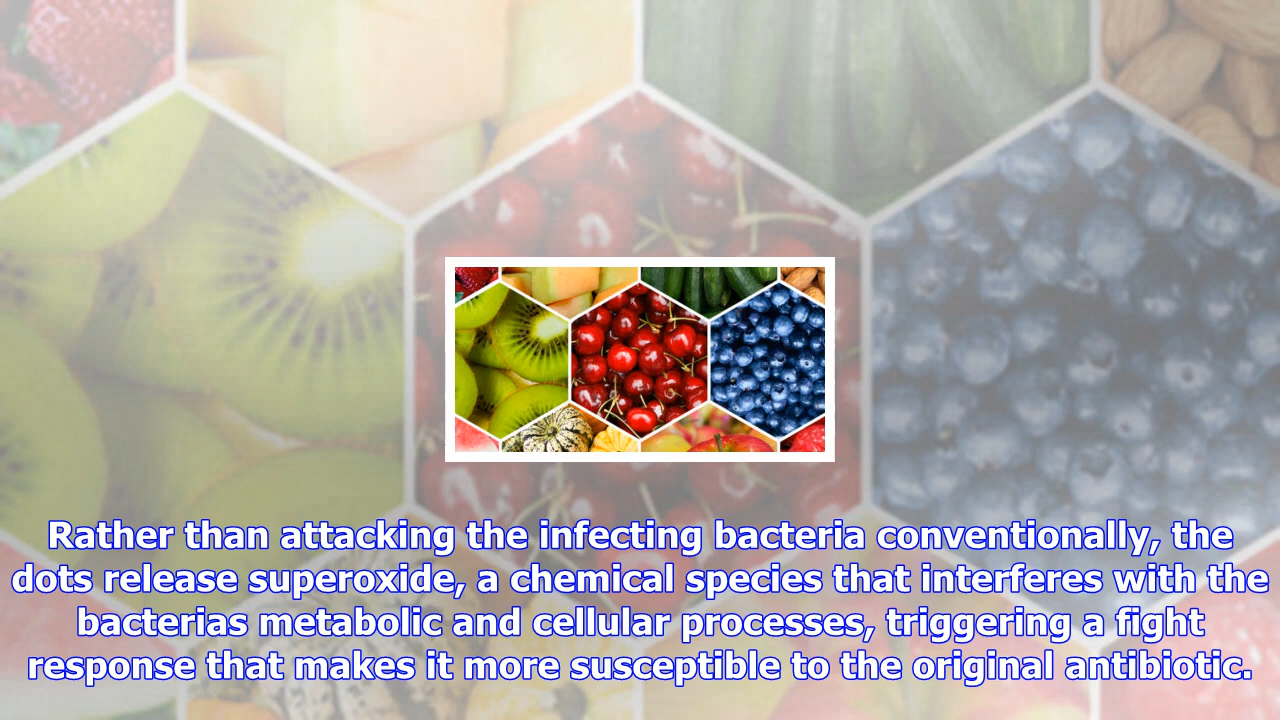 Rather than attacking the infecting bacteria conventionally, the
dots release superoxide, a chemical species that interferes with the
bacterias metabolic and cellular processes, triggering a fight
response that makes it more susceptible to the original antibiotic.